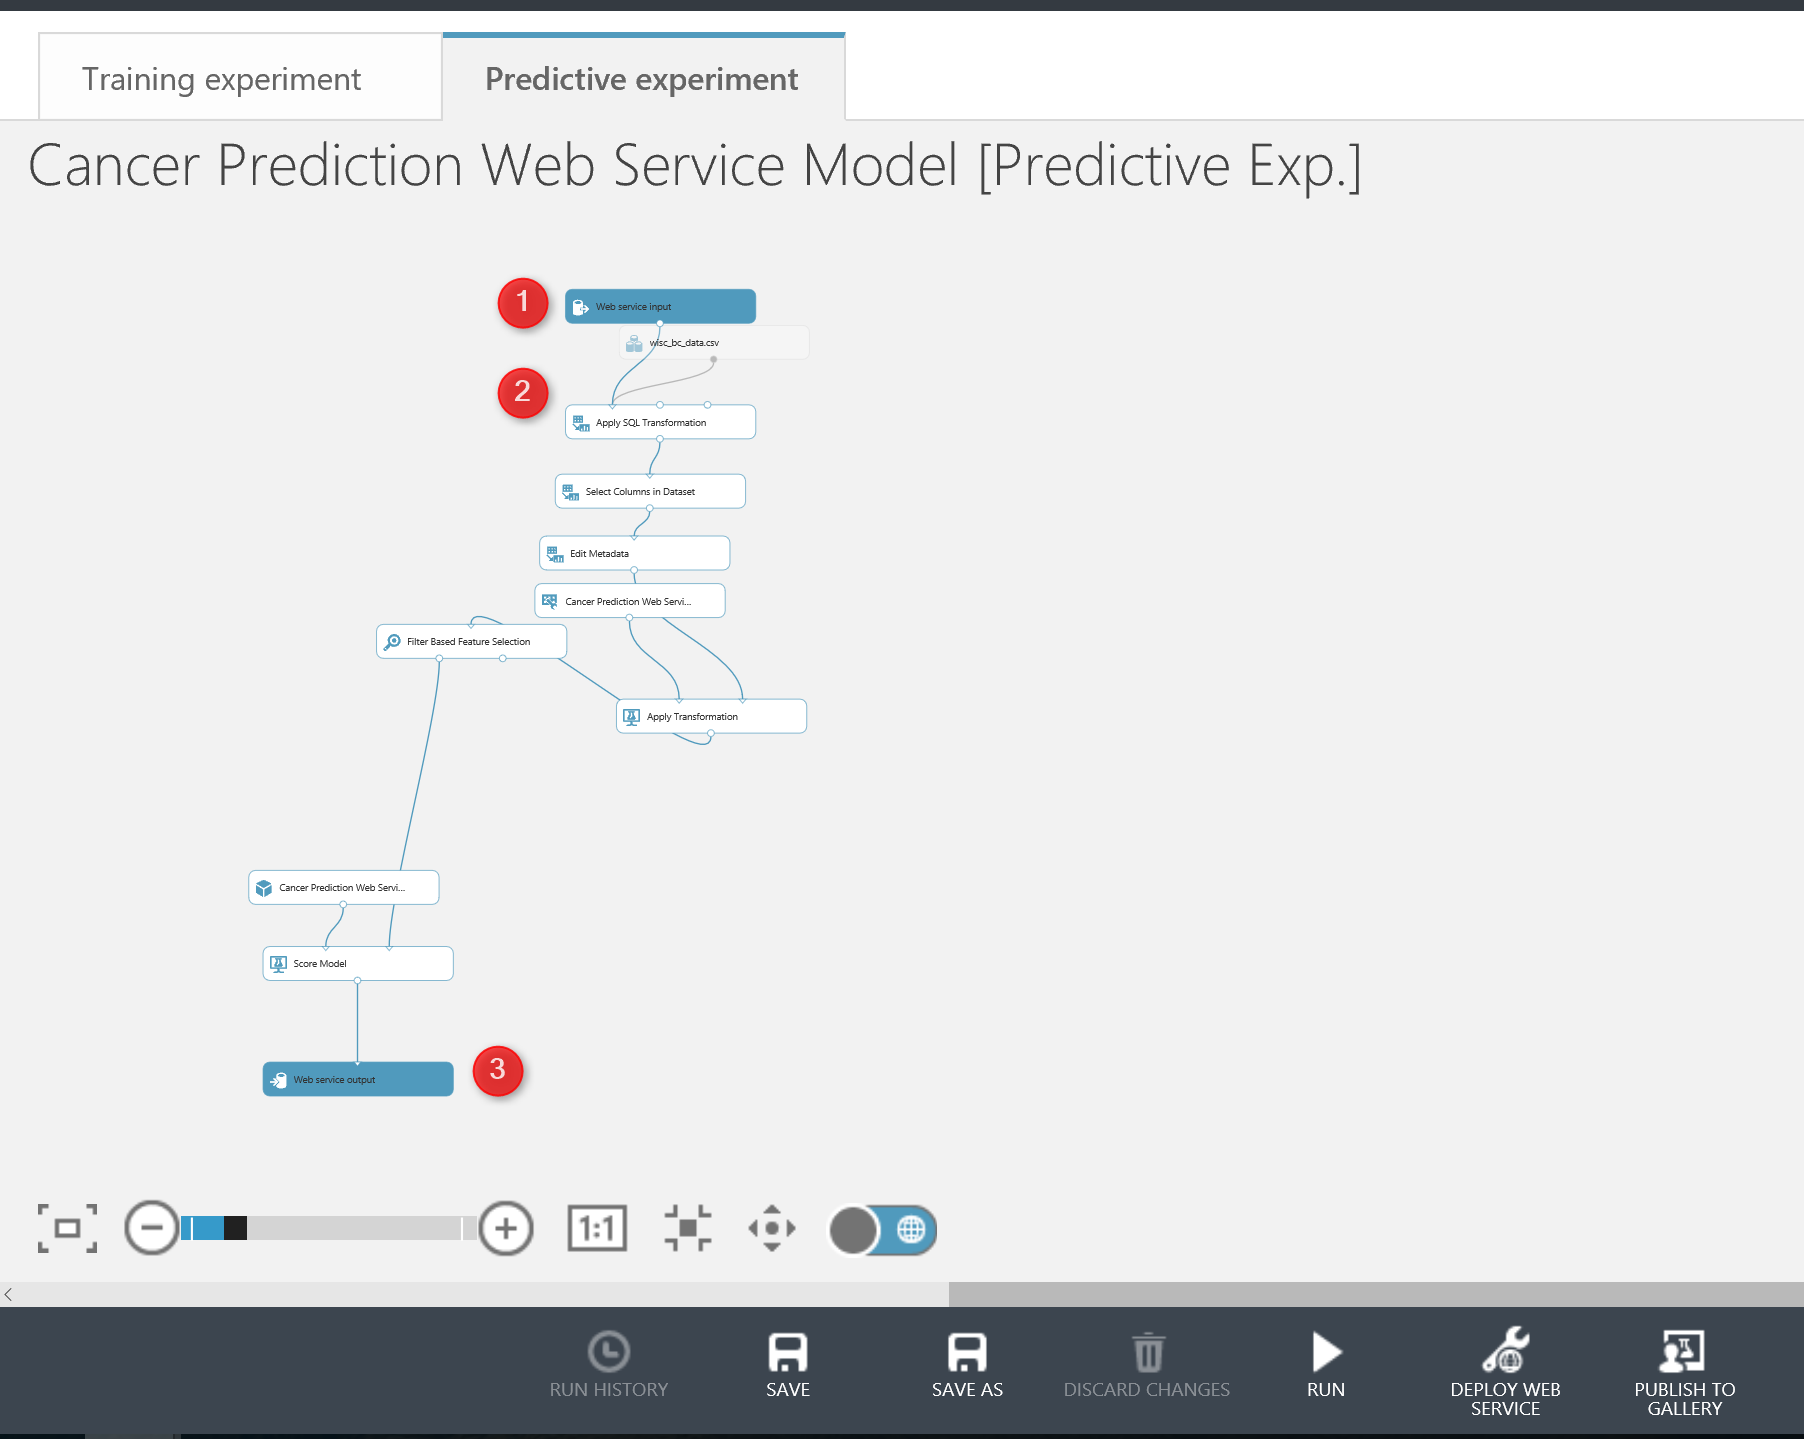 Training experiment
Predictive experiment
Cancer Prediction Web Service Model [Predictive Exp.]
1
Web service input
wisc_bc_data.csv
2
Apply SQL Transformation
Select Columns in Dataset
Edit Metadata
Cancer Prediction Web Servi...
Filter Based Feature Selection
Apply Transformation
Cancer Prediction Web Servi...
Score Model
Web service output
3
1:1
RUN HISTORY
SAVE
SAVE AS
DISCARD CHANGES
RUN
DEPLOY WEB
SERVICE
PUBLISH TO
GALLERY